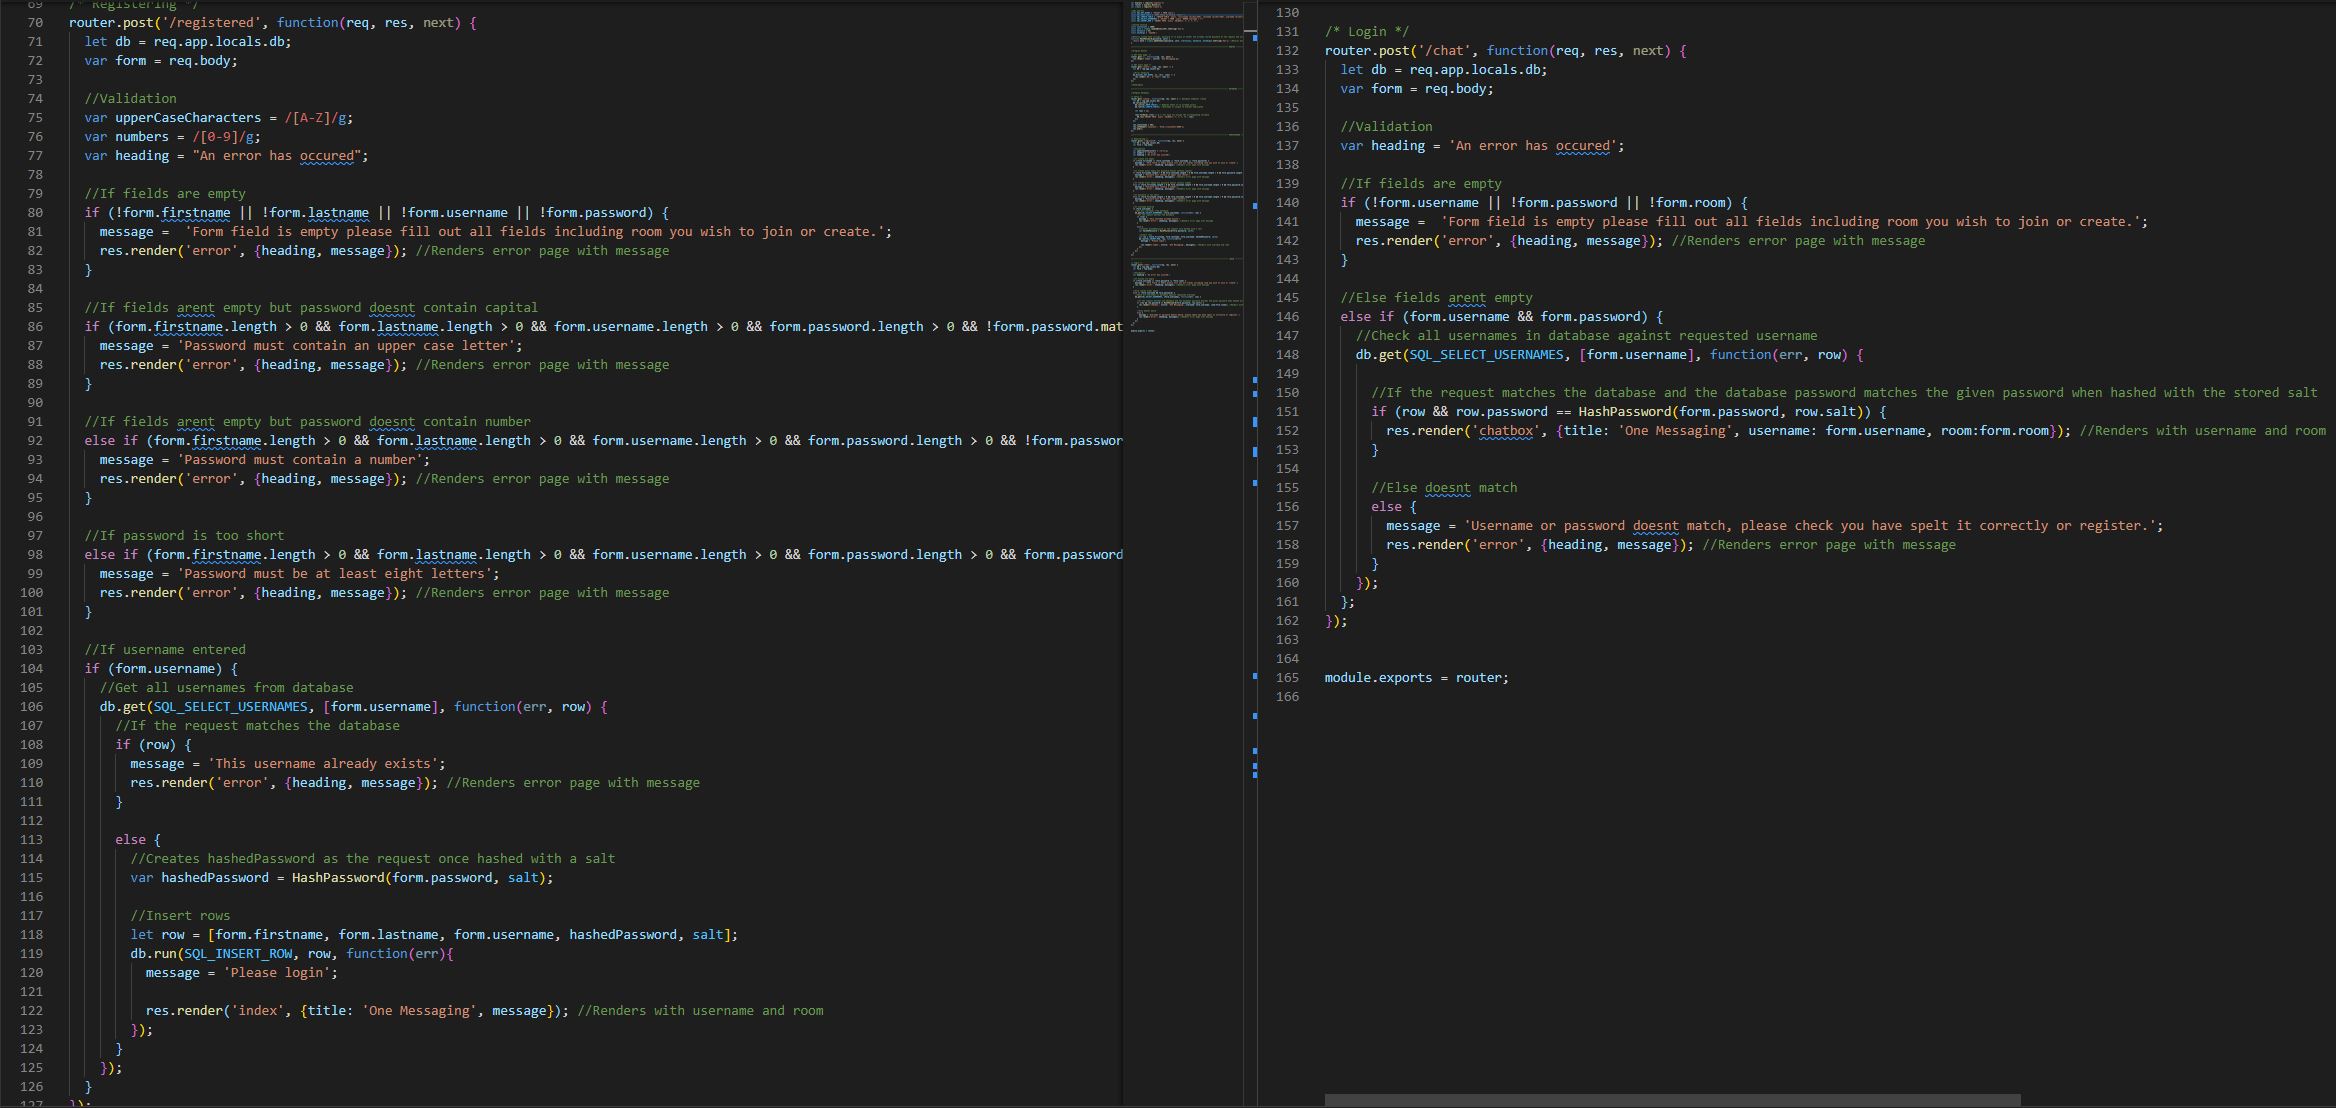 69 /* Registering */
70 router.post('/registered', function(req, res, next) {
71 let db = req.app.locals.db;
72 var form = req.body;
73
74 //Validation
75 var upperCaseCharacters = /[A-Z]/g;
76 var numbers = /[0-9]/g;
77 var heading = "An error has occured";
78
79 //If fields are empty
80 if (!form.firstname || !form.lastname || !form.username || !form.password) {
81 message =  'Form field is empty please fill out all fields including room you wish to join or create.';
82 res.render('error', {heading, message}); //Renders error page with message
83 }
84
85 //If fields arent empty but password doesnt contain capital
86 if (form.firstname.length > 0 && form.lastname.length > 0 && form.username.length > 0 && form.password.length > 0 && !form.password.mat
87 message = 'Password must contain an upper case letter';
88 res.render('error', {heading, message}); //Renders error page with message
89 }
90
91 //If fields arent empty but password doesnt contain number
92 else if (form.firstname.length > 0 && form.lastname.length > 0 && form.username.length > 0 && form.password.length > 0 && !form.passwor
93 message = 'Password must contain a number';
94 res.render('error', {heading, message}); //Renders error page with message
95 }
96
97 //If password is too short
98 else if (form.firstname.length > 0 && form.lastname.length > 0 && form.username.length > 0 && form.password.length > 0 && form.password
99 message = 'Password must be at least eight letters';
100 res.render('error', {heading, message}); //Renders error page with message
101 }
102
103 //If username entered
104 if (form.username) {
105 //Get all usernames from database
106 db.get(SQL_SELECT_USERNAMES, [form.username], function(err, row) {
107 //If the request matches the database
108 if (row) {
109 message = 'This username already exists';
110 res.render('error', {heading, message}); //Renders error page with message
111 }
112
113 else {
114 //Creates hashedPassword as the request once hashed with a salt
115 var hashedPassword = HashPassword(form.password, salt);
116
117 //Insert rows
118 let row = [form.firstname, form.lastname, form.username, hashedPassword, salt];
119 db.run(SQL_INSERT_ROW, row, function(err){
120 message = 'Please login';
121
122 res.render('index', {title: 'One Messaging', message}); //Renders with username and room
123 });
124 }
125 });
126 }
127 });
130
131 /* Login */
132 router.post('/chat', function(req, res, next) {
133 let db = req.app.locals.db;
134 var form = req.body;
135
136 //Validation
137 var heading = 'An error has occured';
138
139 //If fields are empty
140 if (!form.username || !form.password || !form.room) {
141 message =  'Form field is empty please fill out all fields including room you wish to join or create.';
142 res.render('error', {heading, message}); //Renders error page with message
143 }
144
145 //Else fields arent empty
146 else if (form.username && form.password) {
147 //Check all usernames in database against requested username
148 db.get(SQL_SELECT_USERNAMES, [form.username], function(err, row) {
149
150 //If the request matches the database and the database password matches the given password when hashed with the stored salt
151 if (row && row.password == HashPassword(form.password, row.salt)) {
152 res.render('chatbox', {title: 'One Messaging', username: form.username, room:form.room}); //Renders with username and room
153 }
154
155 //Else doesnt match
156 else {
157 message = 'Username or password doesnt match, please check you have spelt it correctly or register.';
158 res.render('error', {heading, message}); //Renders error page with message
159 }
160 });
161 };
162 });
163
164
165 module.exports = router;
166